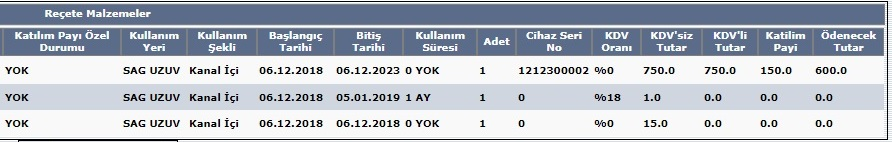 Reçete Malzemeler
Katılım Payı Özel Durumu Kullanım Yeri Kullanım Şekli Başlangıç Tarihi Bitiş Tarihi Kullanım Süresi Adet Cihaz Seri No KDV Oranı KDV'siz Tutar KDV'li Tutar Katilim Payi Ödenecek Tutar
YOK SAG UZUV Kanal İçi 06.12.2018 06.12.2023 0 YOK 1 1212300002 %0 750.0 750.0 150.0 600.0
YOK SAG UZUV Kanal İçi 06.12.2018 05.01.2019 1 AY 1 0 %18 1.0 0.0 0.0 0.0
YOK SAG UZUV Kanal İçi 06.12.2018 06.12.2018 0 YOK 1 0 %0 15.0 0.0 0.0 0.0